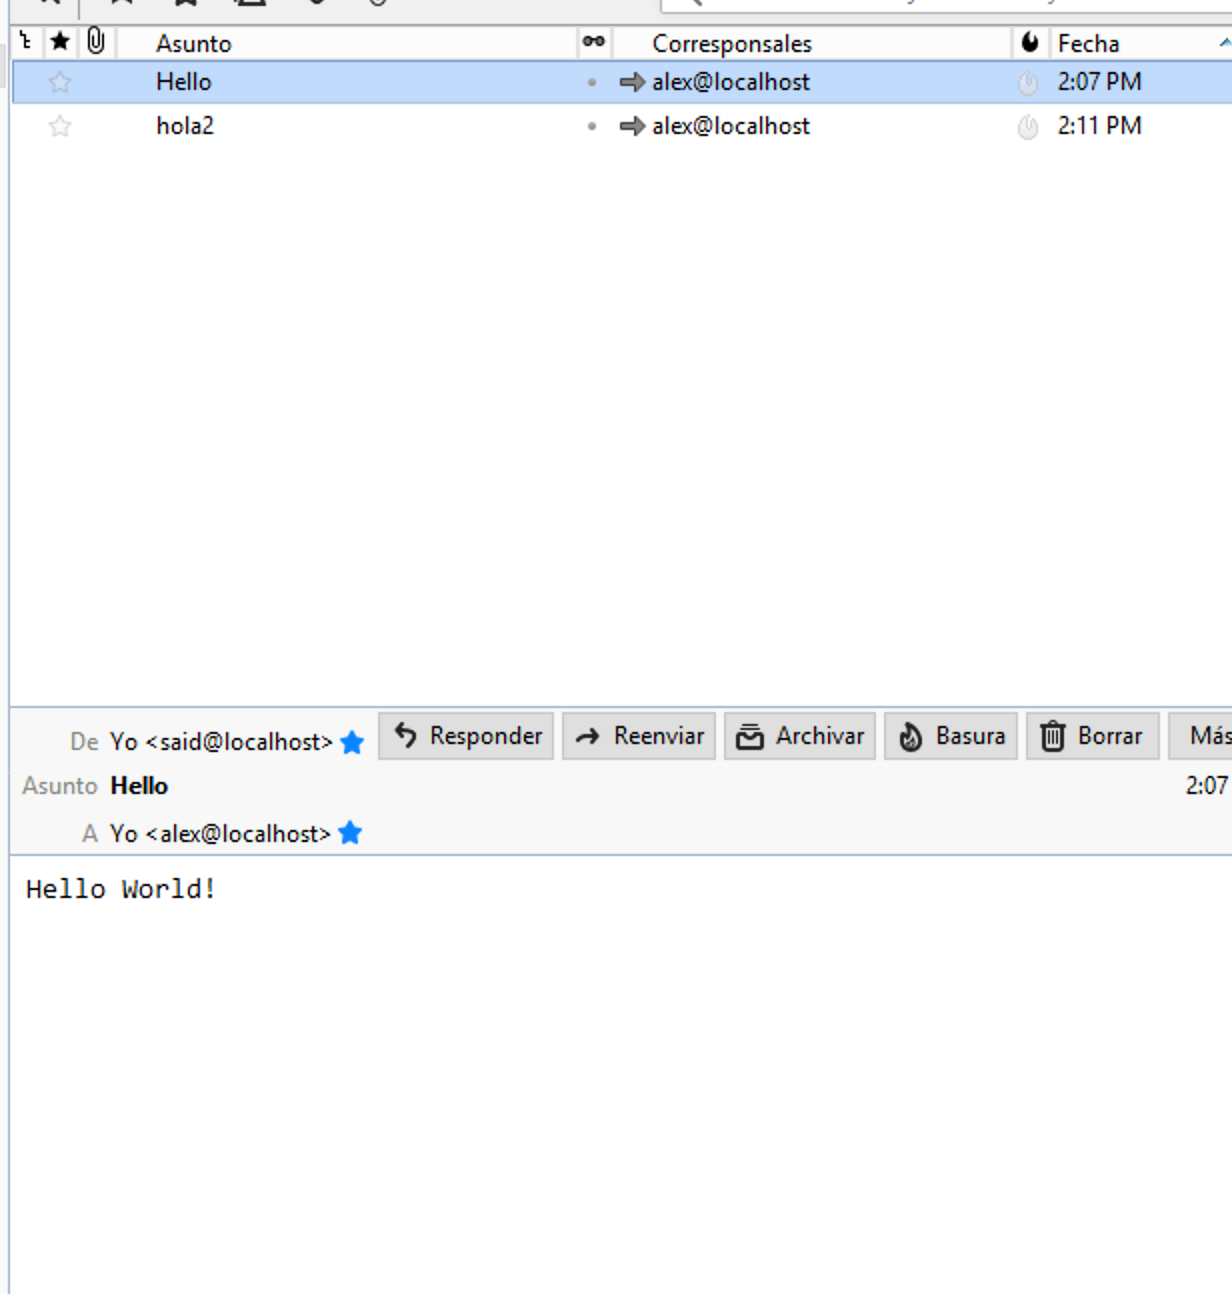 Asunto Corresponsales Fecha
Hello alex@localhost 2:07 PM
hola2 alex@localhost 2:11 PM
De Yo <said@localhost> Responder Reenviar Archivar Basura Borrar Más
Asunto Hello 2:07
A Yo <alex@localhost>
Hello World!